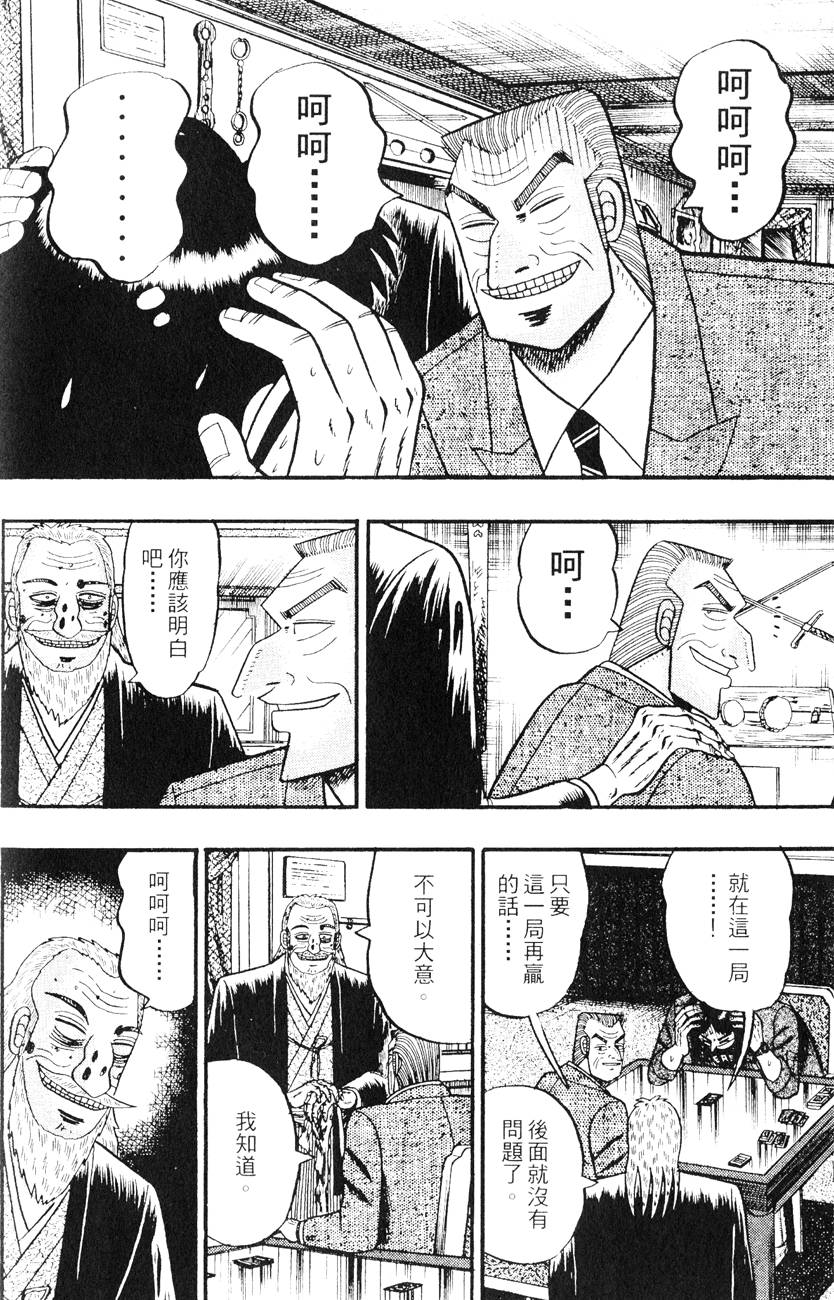 呵呵呵…
呵呵……
………
呵…
你應該明白
吧……
就在這一局
……!
只要
這一局再贏
的話……
後面就沒有
問題了。
不可以大意。
我知道。
呵呵呵……